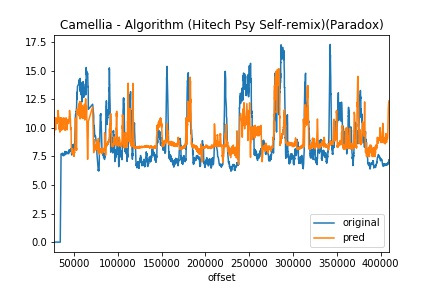 Camellia - Algorithm (Hitech Psy Self-remix)(Paradox)
17.5
15.0
12.5
10.0
7.5
5.0
2.5
0.0
50000 100000 150000 200000 250000 300000 350000 400000
offset
original
pred